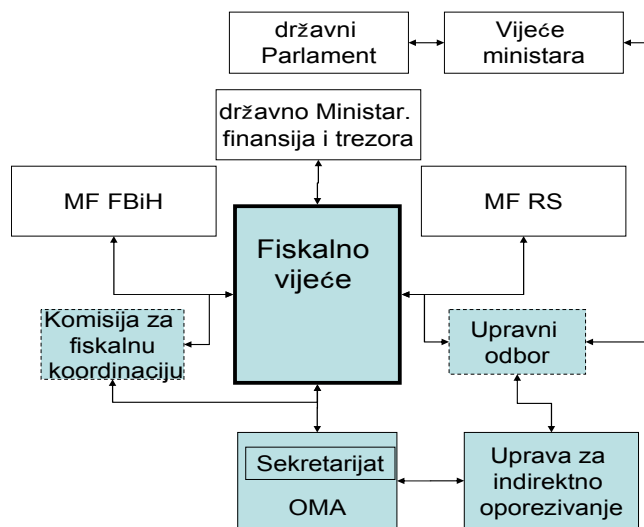 državni
Parlament
Vijeće
ministara
državno Ministar.
finansija i trezora
MF FBiH
MF RS
Fiskalno
vijeće
Komisija za
fiskalnu
koordinaciju
Upravni
odbor
Sekretarijat
OMA
Uprava za
indirektno
oporezivanje